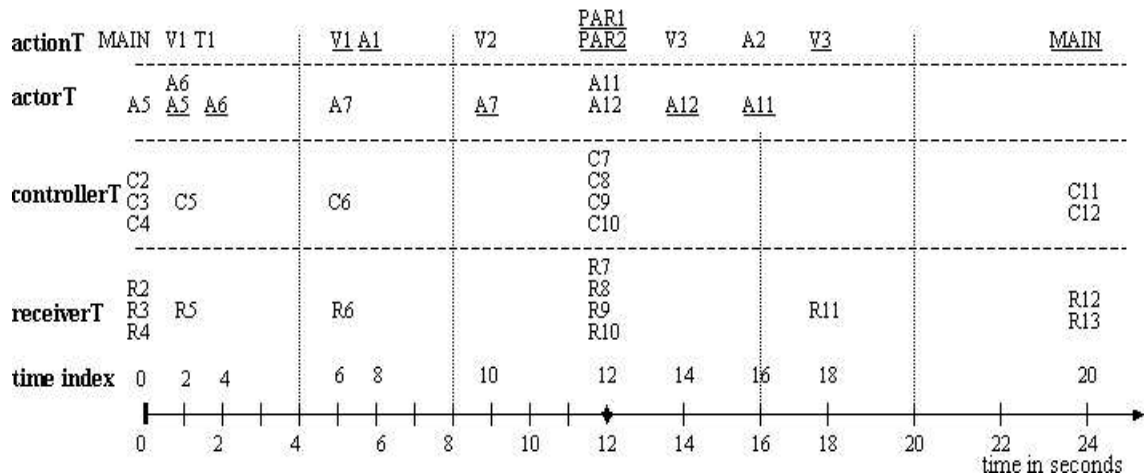 PAR1
actionT MAIN V1 T1 V1 A1 V2 PAR2 V3 A2 V3 MAIN
A6 A11
actorT A5 A5 A6 A7 A7 A12 A12 A11
C7
C2 C8
controllerT C3 C5 C6 C9 C11
C4 C10 C12
R7
R2 R8
receiverT R3 R5 R6 R9 R11 R12
R4 R10 R13
time index 0 2 4 6 8 10 12 14 16 18 20
0 2 4 6 8 10 12 14 16 18 20 22 24
time in seconds